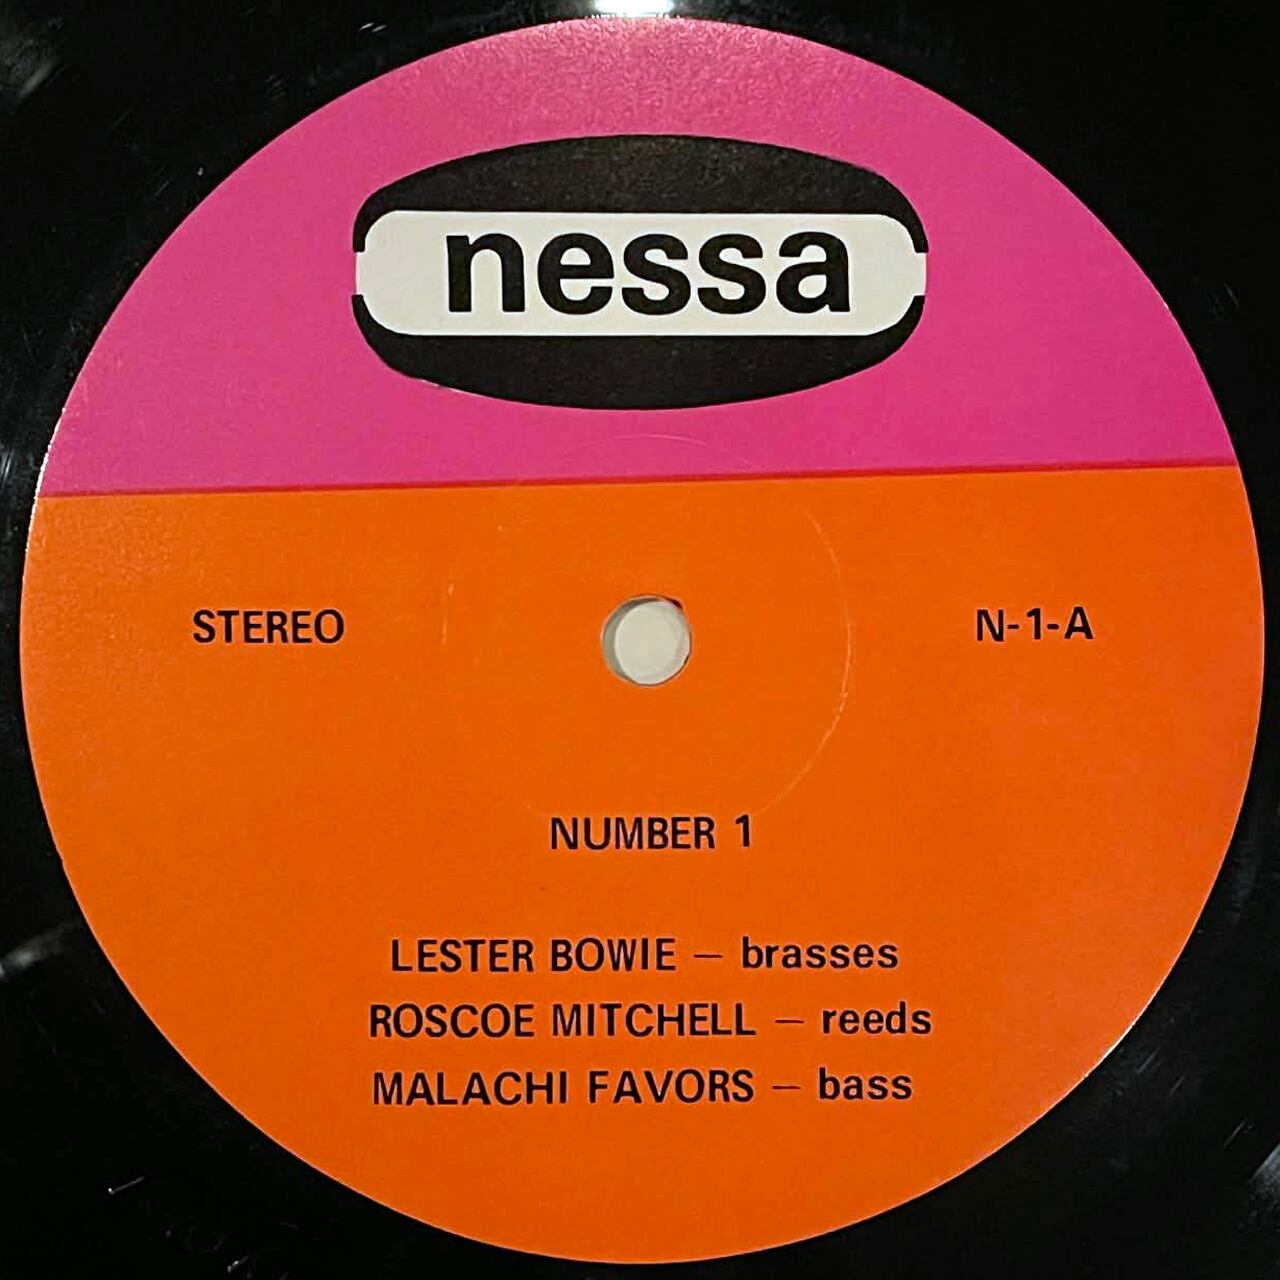 nessa
STEREO
N-1-A
NUMBER 1
LESTER BOWIE — brasses
ROSCOE MITCHELL — reeds
MALACHI FAVORS — bass